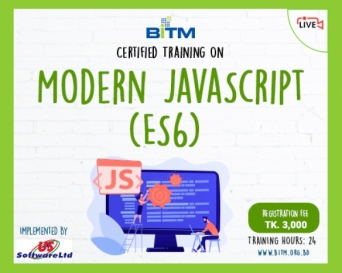 BITM
LIVE
CERTIFIED TRAINING ON
MODERN JAVASCRIPT
(ES6)
JS
REGISTRATION FEE
TK. 3,000
TRAINING HOURS: 24
WWW.BITM.ORG.BD
IMPLEMENTED BY
US
SoftwareLtd